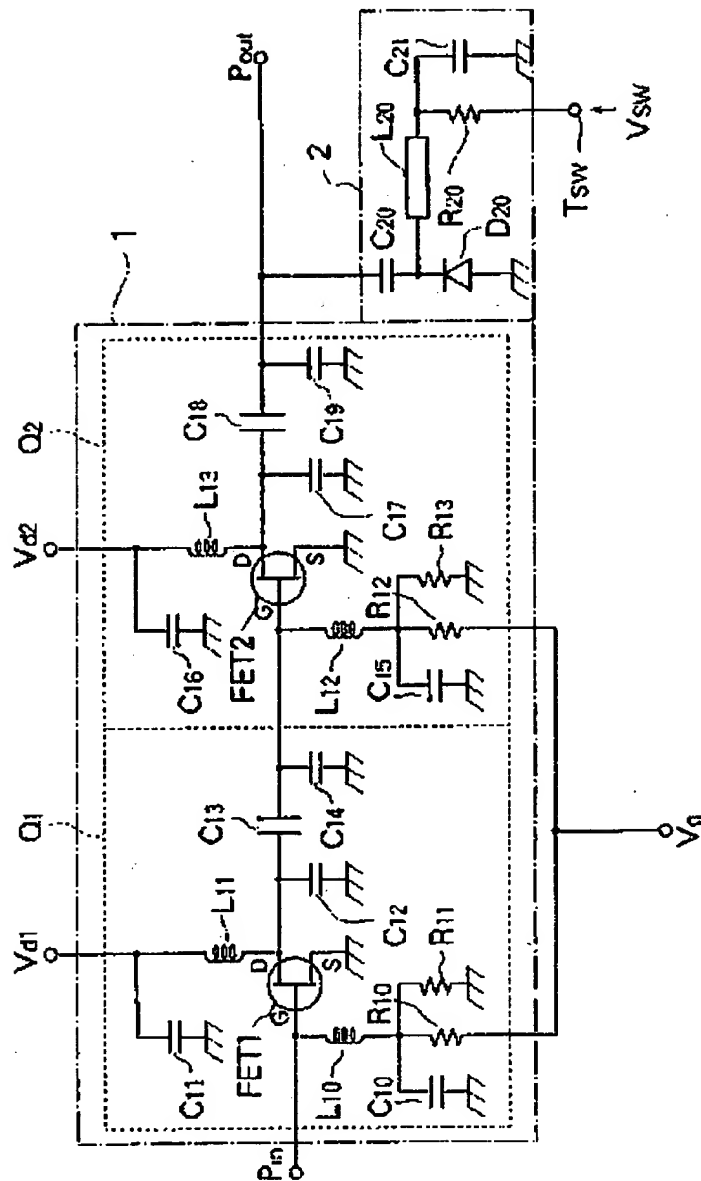 1
Q1
Q2
Vd1
Vd2
C11
L11
C16
L13
FET1
G
D
S
FET2
G
D
S
C13
C18
C12
C14
C17
C19
Pin
Pout
L10
L12
C10
R10
R11
C15
R12
R13
Vg
2
C20
L20
C21
R20
D20
TSW
VSW